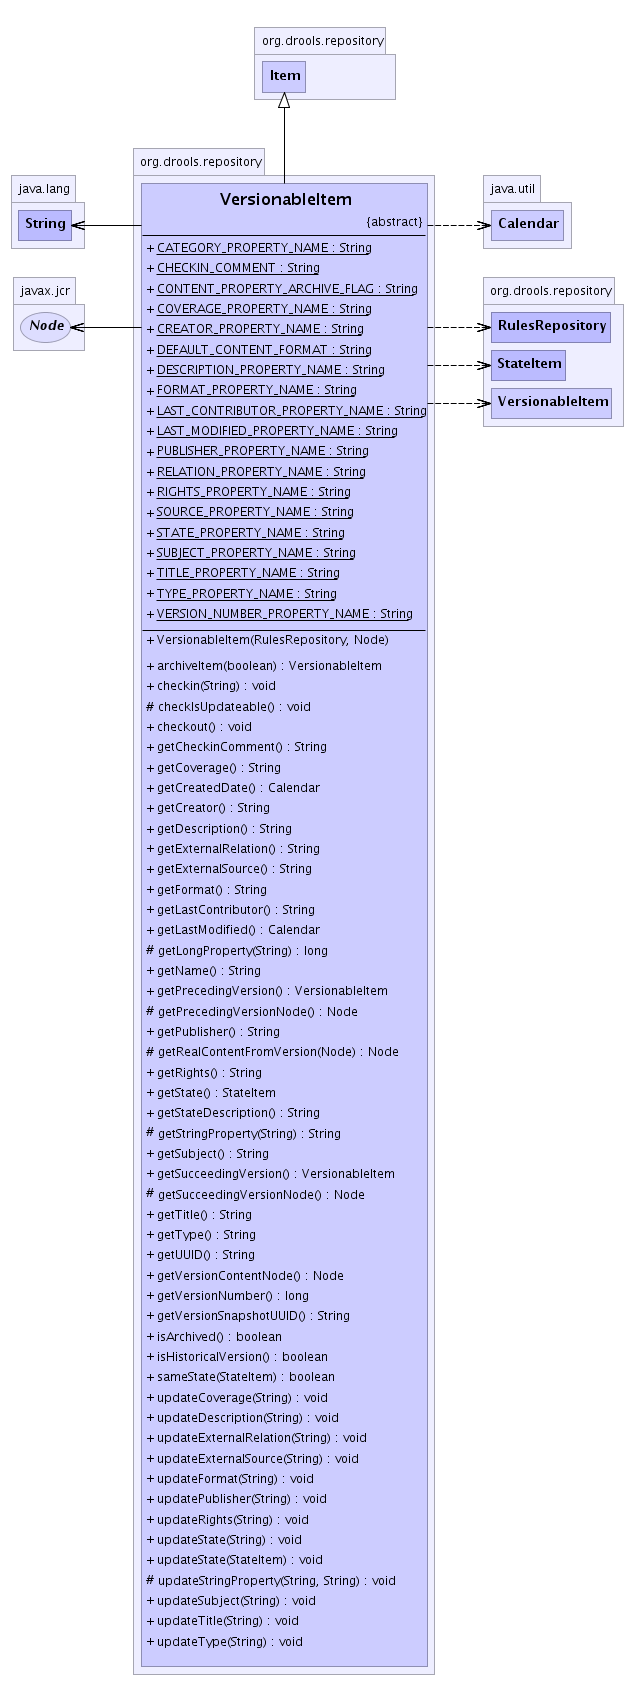 org.drools.repository
Item
org.drools.repository
VersionableItem
{abstract}
java.lang
String
javax.jcr
Node
java.util
Calendar
org.drools.repository
RulesRepository
StateItem
VersionableItem
+ CATEGORY_PROPERTY_NAME : String
+ CHECKIN_COMMENT : String
+ CONTENT_PROPERTY_ARCHIVE_FLAG : String
+ COVERAGE_PROPERTY_NAME : String
+ CREATOR_PROPERTY_NAME : String
+ DEFAULT_CONTENT_FORMAT : String
+ DESCRIPTION_PROPERTY_NAME : String
+ FORMAT_PROPERTY_NAME : String
+ LAST_CONTRIBUTOR_PROPERTY_NAME : String
+ LAST_MODIFIED_PROPERTY_NAME : String
+ PUBLISHER_PROPERTY_NAME : String
+ RELATION_PROPERTY_NAME : String
+ RIGHTS_PROPERTY_NAME : String
+ SOURCE_PROPERTY_NAME : String
+ STATE_PROPERTY_NAME : String
+ SUBJECT_PROPERTY_NAME : String
+ TITLE_PROPERTY_NAME : String
+ TYPE_PROPERTY_NAME : String
+ VERSION_NUMBER_PROPERTY_NAME : String
+ VersionableItem(RulesRepository, Node)
+ archiveItem(boolean) : VersionableItem
+ checkin(String) : void
# checkIsUpdateable() : void
+ checkout() : void
+ getCheckinComment() : String
+ getCoverage() : String
+ getCreatedDate() : Calendar
+ getCreator() : String
+ getDescription() : String
+ getExternalRelation() : String
+ getExternalSource() : String
+ getFormat() : String
+ getLastContributor() : String
+ getLastModified() : Calendar
# getLongProperty(String) : long
+ getName() : String
+ getPrecedingVersion() : VersionableItem
# getPrecedingVersionNode() : Node
+ getPublisher() : String
# getRealContentFromVersion(Node) : Node
+ getRights() : String
+ getState() : StateItem
+ getStateDescription() : String
# getStringProperty(String) : String
+ getSubject() : String
+ getSucceedingVersion() : VersionableItem
# getSucceedingVersionNode() : Node
+ getTitle() : String
+ getType() : String
+ getUUID() : String
+ getVersionContentNode() : Node
+ getVersionNumber() : long
+ getVersionSnapshotUUID() : String
+ isArchived() : boolean
+ isHistoricalVersion() : boolean
+ sameState(StateItem) : boolean
+ updateCoverage(String) : void
+ updateDescription(String) : void
+ updateExternalRelation(String) : void
+ updateExternalSource(String) : void
+ updateFormat(String) : void
+ updatePublisher(String) : void
+ updateRights(String) : void
+ updateState(String) : void
+ updateState(StateItem) : void
# updateStringProperty(String, String) : void
+ updateSubject(String) : void
+ updateTitle(String) : void
+ updateType(String) : void